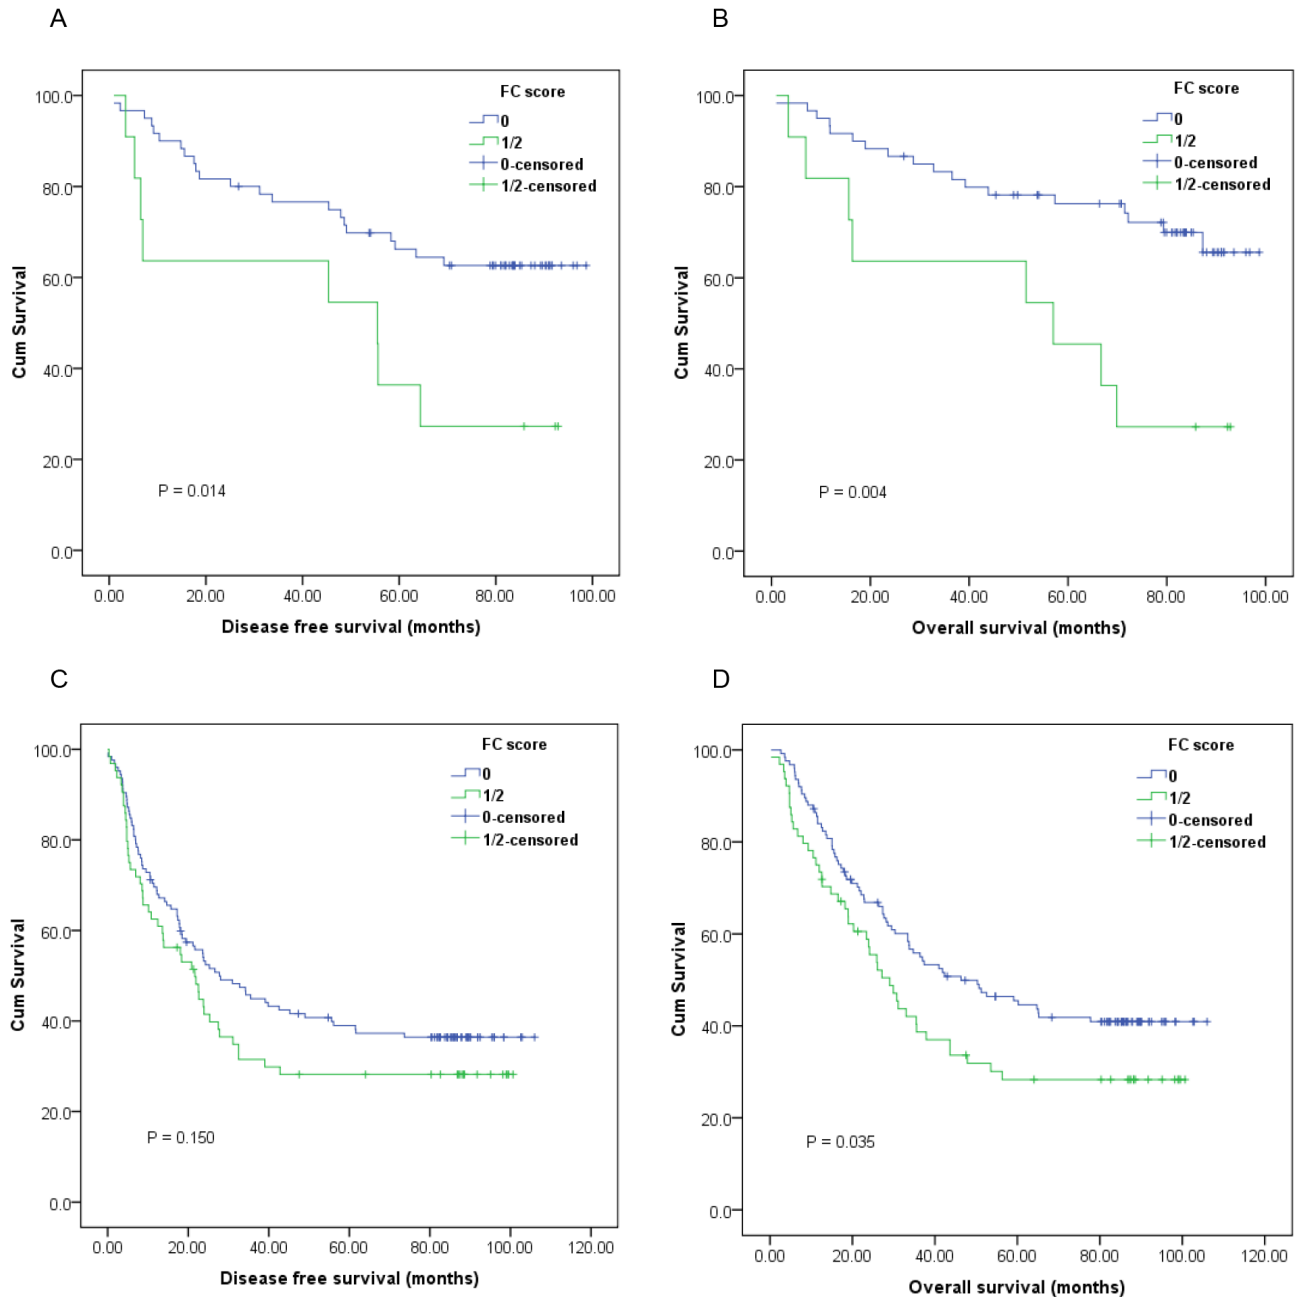 A
FC score
0
1/2
0-censored
1/2-censored
100.0
80.0
60.0
40.0
20.0
0.0
Cum Survival
P = 0.014
0.00 20.00 40.00 60.00 80.00 100.00
Disease free survival (months)
B
FC score
0
1/2
0-censored
1/2-censored
100.0
80.0
60.0
40.0
20.0
0.0
Cum Survival
P = 0.004
0.00 20.00 40.00 60.00 80.00 100.00
Overall survival (months)
C
FC score
0
1/2
0-censored
1/2-censored
100.0
80.0
60.0
40.0
20.0
0.0
Cum Survival
P = 0.150
0.00 20.00 40.00 60.00 80.00 100.00 120.00
Disease free survival (months)
D
FC score
0
1/2
0-censored
1/2-censored
100.0
80.0
60.0
40.0
20.0
0.0
Cum Survival
P = 0.035
0.00 20.00 40.00 60.00 80.00 100.00 120.00
Overall survival (months)